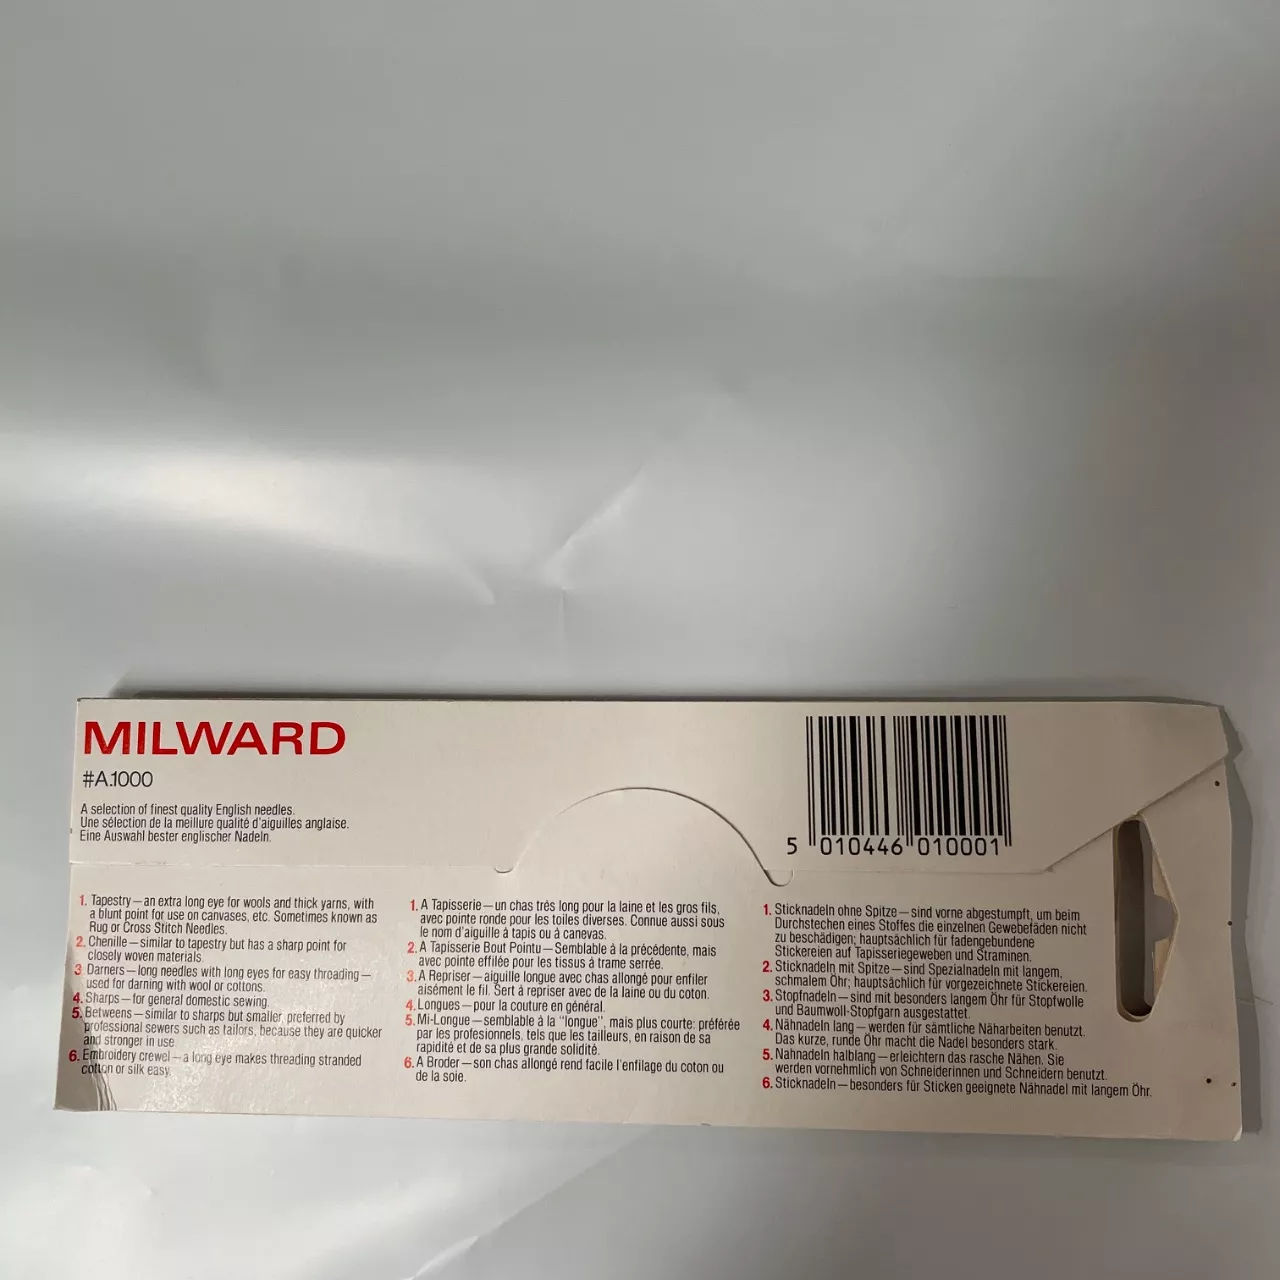 MILWARD
#A.1000
A selection of finest quality English needles.
Une sélection de la meillure qualité d'aiguilles anglaise.
Eine Auswahl bester englischer Nadeln.
5 010446 010001
1. Tapestry — an extra long eye for wools and thick yarns, with
a blunt point for use on canvases, etc. Sometimes known as
Rug or Cross Stitch Needles.
2. Chenille — similar to tapestry but has a sharp point for
closely woven materials.
3. Darners — long needles with long eyes for easy threading —
used for darning with wool or cottons.
4. Sharps — for general domestic sewing.
5. Betweens — similar to sharps but smaller, preferred by
professional sewers such as tailors, because they are quicker
and stronger in use.
6. Embroidery crewel — a long eye makes threading stranded
cotton or silk easy.
1. A Tapisserie — un chas trés long pour la laine et les gros fils,
avec pointe ronde pour les toiles diverses. Connue aussi sous
le nom d'aiguille à tapis ou à canevas.
2. A Tapisserie Bout Pointu — Semblable à la précédente, mais
avec pointe effilée pour les tissus à trame serrée.
3. A Repriser — aiguille longue avec chas allongé pour enfiler
aisément le fil. Sert à repriser avec de la laine ou du coton.
4. Longues — pour la couture en général.
5. Mi-Longue — semblable à la "longue", mais plus courte: préférée
par les profesionnels, tels que les tailleurs, en raison de sa
rapidité et de sa plus grande solidité.
6. A Broder — son chas allongé rend facile l'enfilage du coton ou
de la soie.
1. Sticknadeln ohne Spitze — sind vorne abgestumpft, um beim
Durchstechen eines Stoffes die einzelnen Gewebefäden nicht
zu beschädigen; hauptsächlich für fadengebundene
Stickereien auf Tapisseriegeweben und Straminen.
2. Sticknadeln mit Spitze — sind Spezialnadeln mit langem,
schmalem Öhr; hauptsächlich für vorgezeichnete Stickereien.
3. Stopfnadeln — sind mit besonders langem Öhr für Stopfwolle
und Baumwoll-Stopfgarn ausgestattet.
4. Nähnadeln lang — werden für sämtliche Näharbeiten benutzt.
Das kurze, runde Öhr macht die Nadel besonders stark.
5. Nahnadeln halblang — erleichtern das rasche Nähen. Sie
werden vornehmlich von Schneiderinnen und Schneidern benutzt.
6. Sticknadeln — besonders für Sticken geeignete Nähnadel mit langem Öhr.